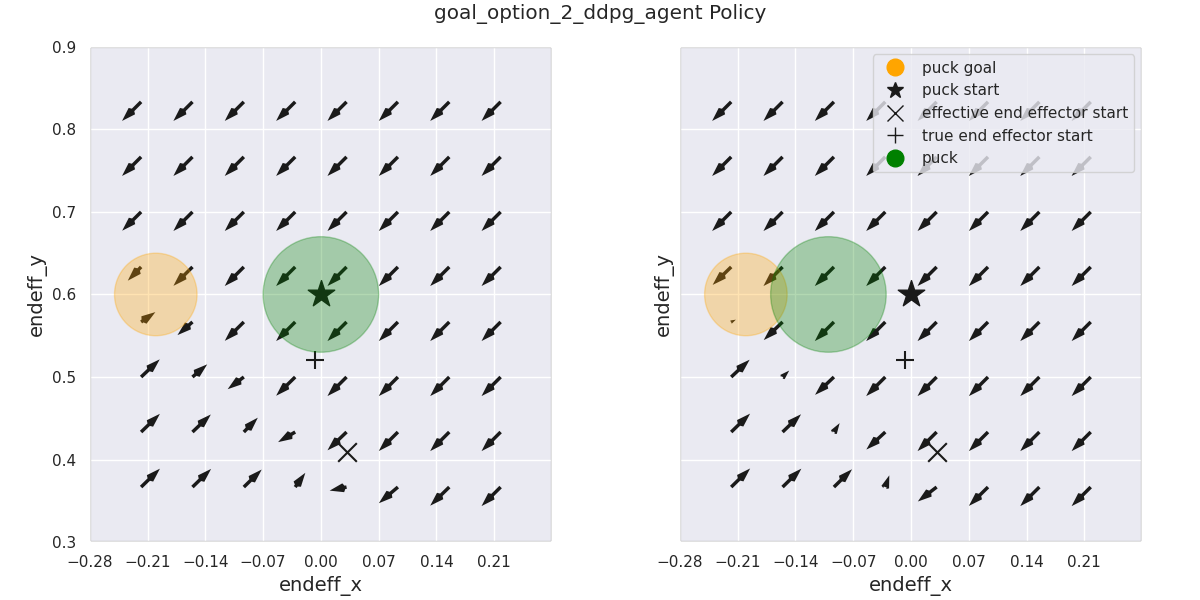 goal_option_2_ddpg_agent Policy
0.9
0.8
0.7
0.6
0.5
0.4
0.3
endeff_y
−0.28 −0.21 −0.14 −0.07 0.00 0.07 0.14 0.21
endeff_x
endeff_y
puck goal
puck start
effective end effector start
true end effector start
puck
−0.28 −0.21 −0.14 −0.07 0.00 0.07 0.14 0.21
endeff_x